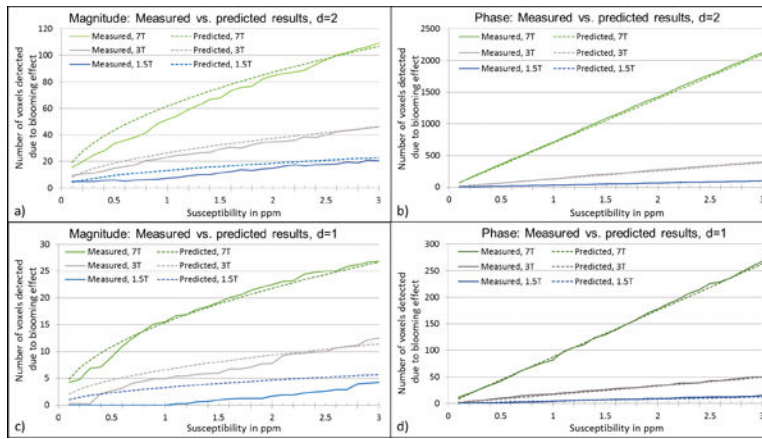 Magnitude: Measured vs. predicted results, d=2
Number of voxels detected
due to blooming effect
120
100
80
60
40
20
0
Measured, 7T
Predicted, 7T
Measured, 3T
Predicted, 3T
Measured, 1.5T
Predicted, 1.5T
0
0.5
1
1.5
2
2.5
3
a)
Susceptibility in ppm
Phase: Measured vs. predicted results, d=2
Number of voxels detected
due to blooming effect
2500
2000
1500
1000
500
0
Measured, 7T
Predicted, 7T
Measured, 3T
Predicted, 3T
Measured, 1.5T
Predicted, 1.5T
0
0.5
1
1.5
2
2.5
3
b)
Susceptibility in ppm
Magnitude: Measured vs. predicted results, d=1
Number of voxels detected
due to blooming effect
30
25
20
15
10
5
0
Measured, 7T
Predicted, 7T
Measured, 3T
Predicted, 3T
Measured, 1.5T
Predicted, 1.5T
0
0.5
1
1.5
2
2.5
3
c)
Susceptibility in ppm
Phase: Measured vs. predicted results, d=1
Number of voxels detected
due to blooming effect
300
250
200
150
100
50
0
Measured, 7T
Predicted, 7T
Measured, 3T
Predicted, 3T
Measured, 1.5T
Predicted, 1.5T
0
0.5
1
1.5
2
2.5
3
d)
Susceptibility in ppm